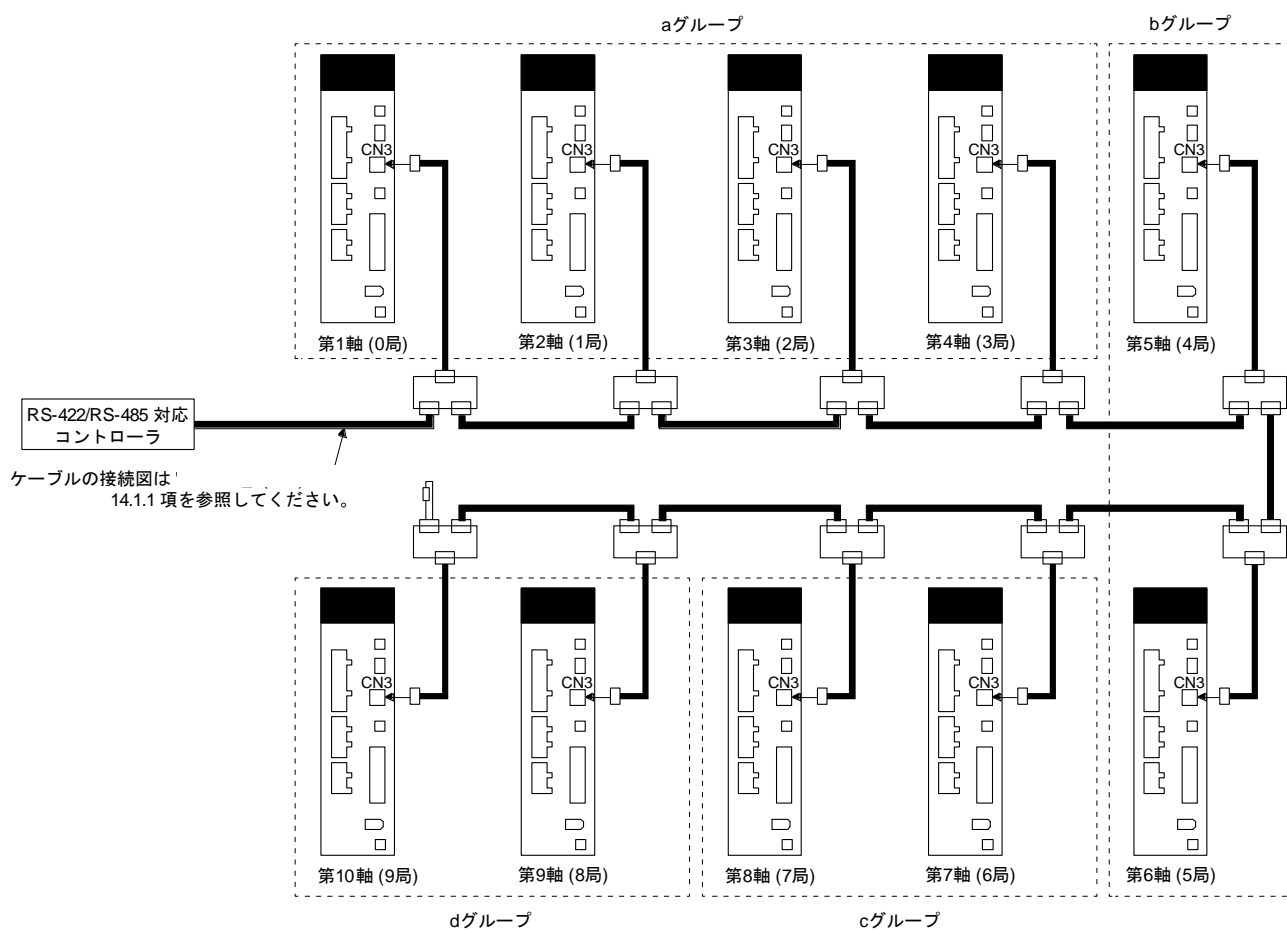 aグループ
bグループ
CN3
CN3
CN3
CN3
CN3
第1軸 (0局)
第2軸 (1局)
第3軸 (2局)
第4軸 (3局)
第5軸 (4局)
RS-422/RS-485 対応
コントローラ
ケーブルの接続図は
14.1.1 項を参照してください。
CN3
CN3
CN3
CN3
CN3
第10軸 (9局)
第9軸 (8局)
第8軸 (7局)
第7軸 (6局)
第6軸 (5局)
dグループ
cグループ